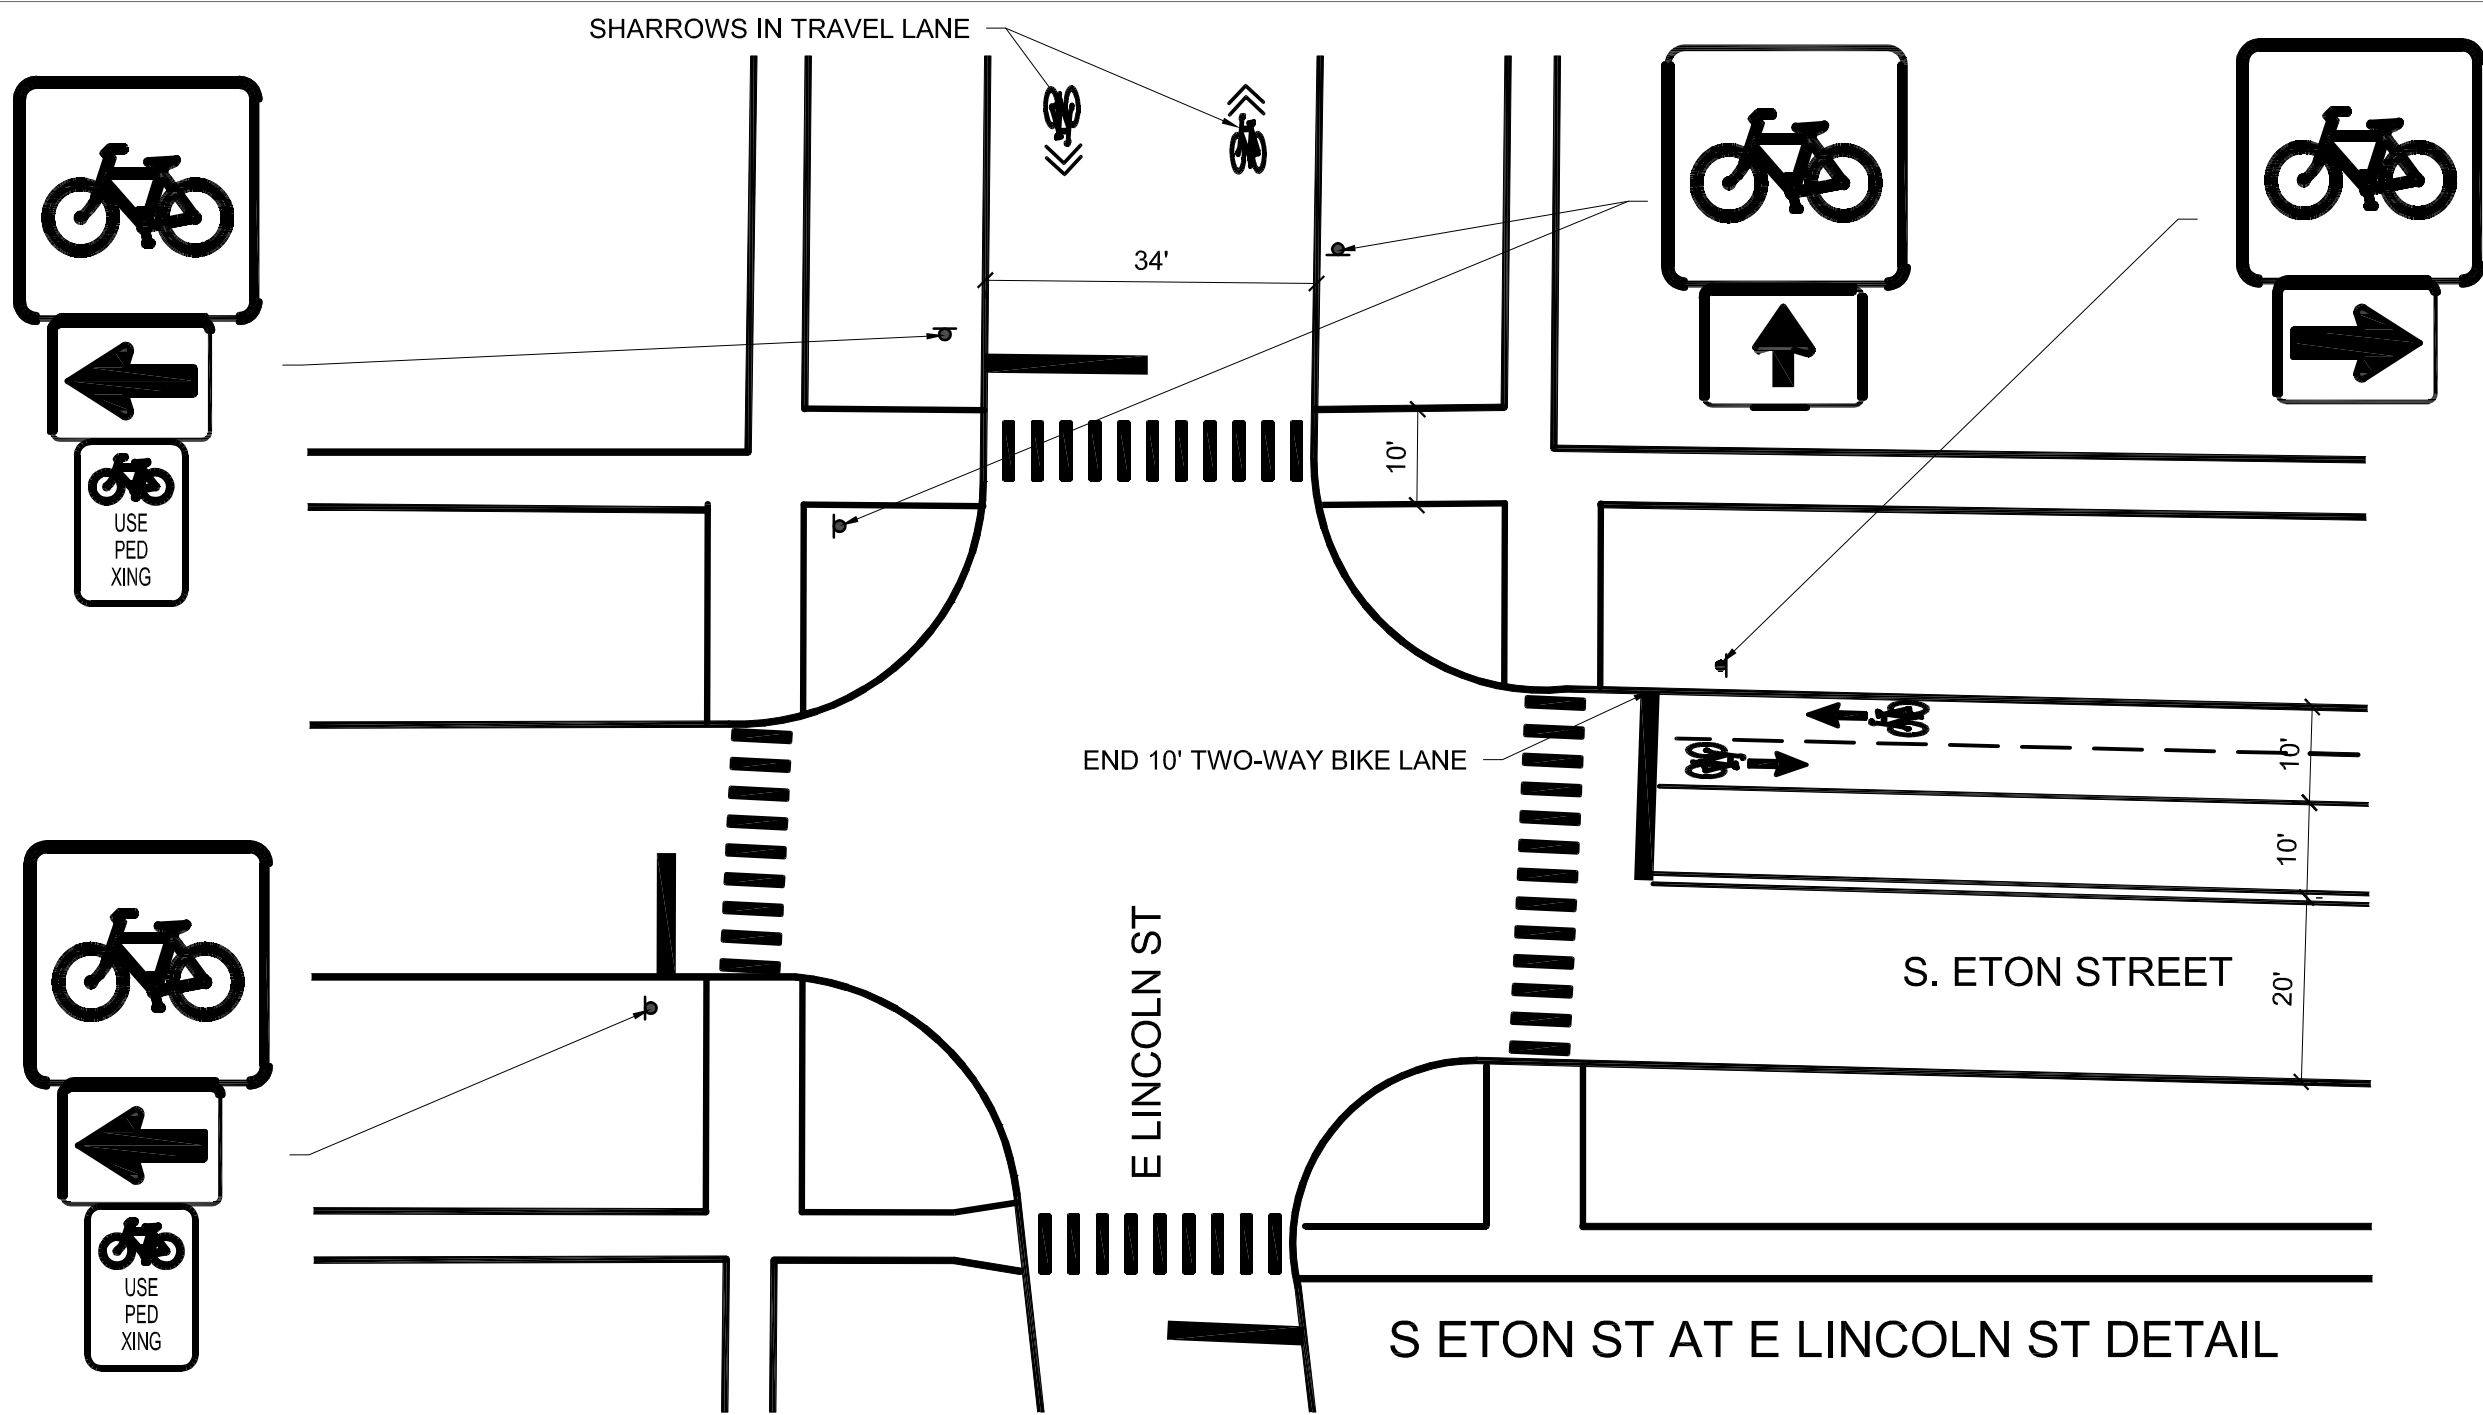 SHARROWS IN TRAVEL LANE
34'
10'
USE
PED
XING
END 10' TWO-WAY BIKE LANE
10'
10'
E LINCOLN ST
S. ETON STREET
20'
USE
PED
XING
S ETON ST AT E LINCOLN ST DETAIL